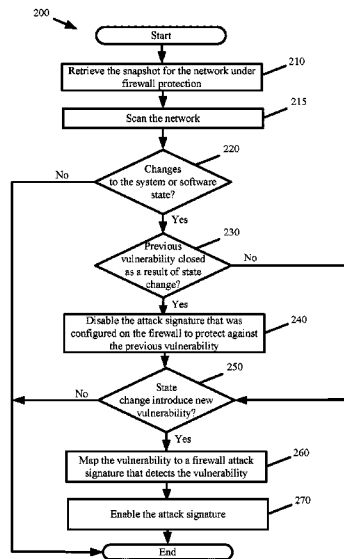 200
Start
210
Retrieve the snapshot for the network under
firewall protection
215
Scan the network
220
Changes
to the system or software
state?
No
Yes
230
Previous
vulnerability closed
as a result of state
change?
No
Yes
240
Disable the attack signature that was
configured on the firewall to protect against
the previous vulnerability
250
State
change introduce new
vulnerability?
No
Yes
260
Map the vulnerability to a firewall attack
signature that detects the vulnerability
270
Enable the attack signature
End